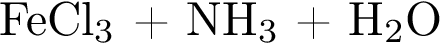 FeCl₃ + NH₃ + H₂O